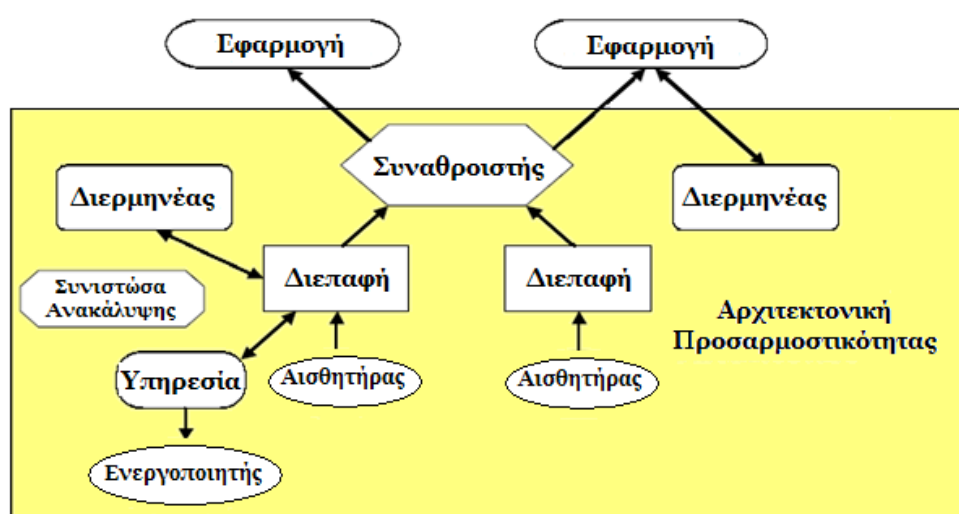 Εφαρμογή
Εφαρμογή
Συναθροιστής
Διερμηνέας
Διερμηνέας
Διεπαφή
Διεπαφή
Συνιστώσα
Ανακάλυψης
Αρχιτεκτονική
Προσαρμοστικότητας
Υπηρεσία
Αισθητήρας
Αισθητήρας
Ενεργοποιητής